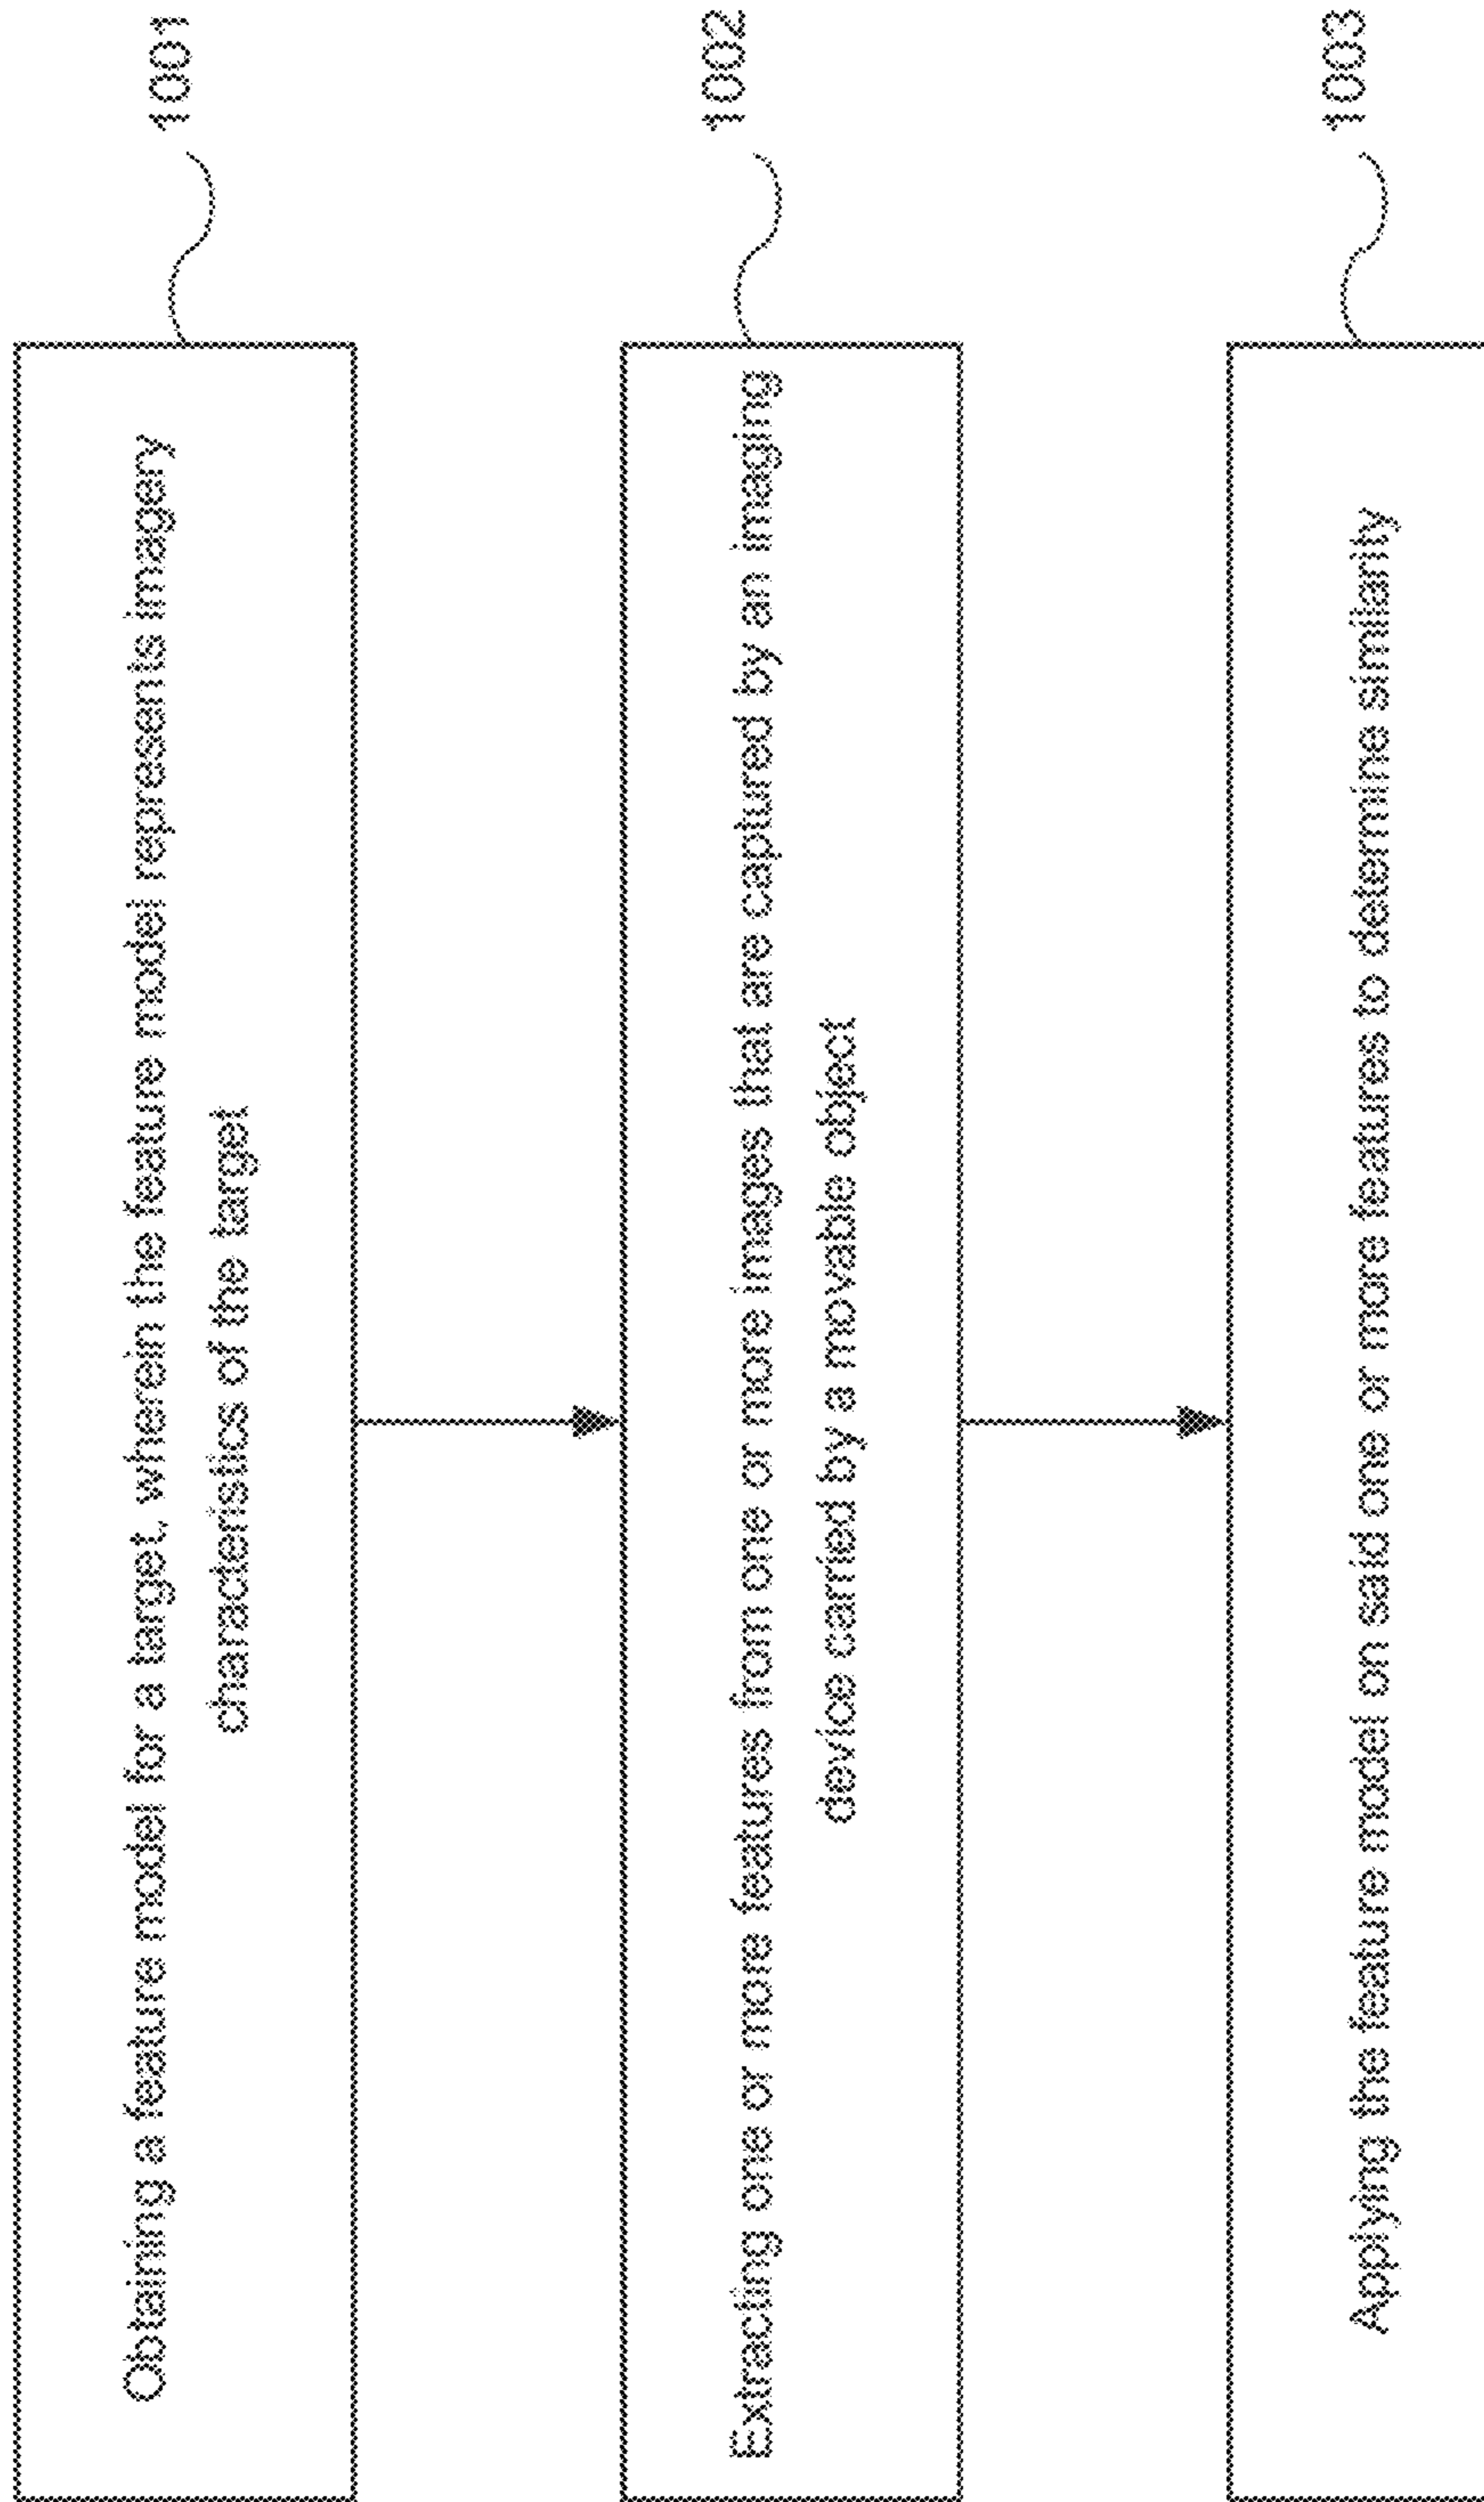 1001
Obtaining a feature model for a target, wherein the feature model represents imagery
characteristics of the target
1002
Extracting one or more features from one or more images that are captured by an imaging
device carried by a movable object
1003
Applying the feature model on said one or more features to determine similarity